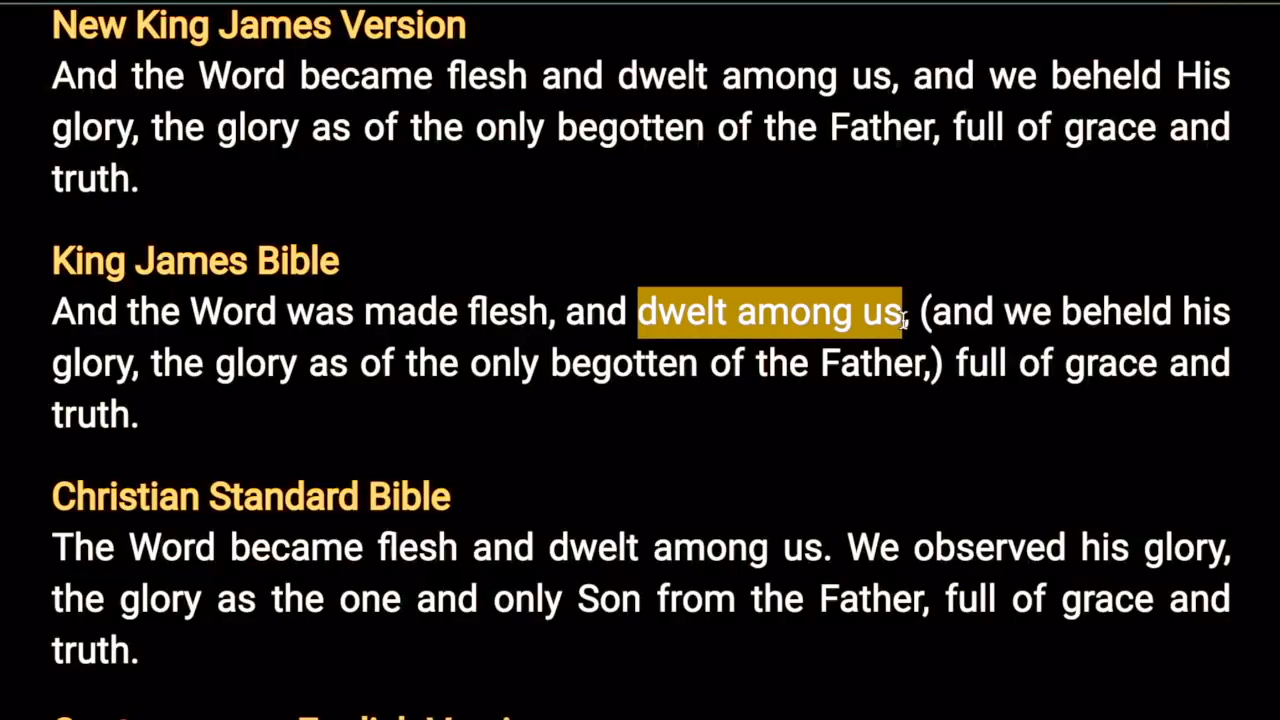 New King James Version
And the Word became flesh and dwelt among us, and we beheld His
glory, the glory as of the only begotten of the Father, full of grace and
truth.
King James Bible
And the Word was made flesh, and dwelt among us, (and we beheld his
glory, the glory as of the only begotten of the Father,) full of grace and
truth.
Christian Standard Bible
The Word became flesh and dwelt among us. We observed his glory,
the glory as the one and only Son from the Father, full of grace and
truth.